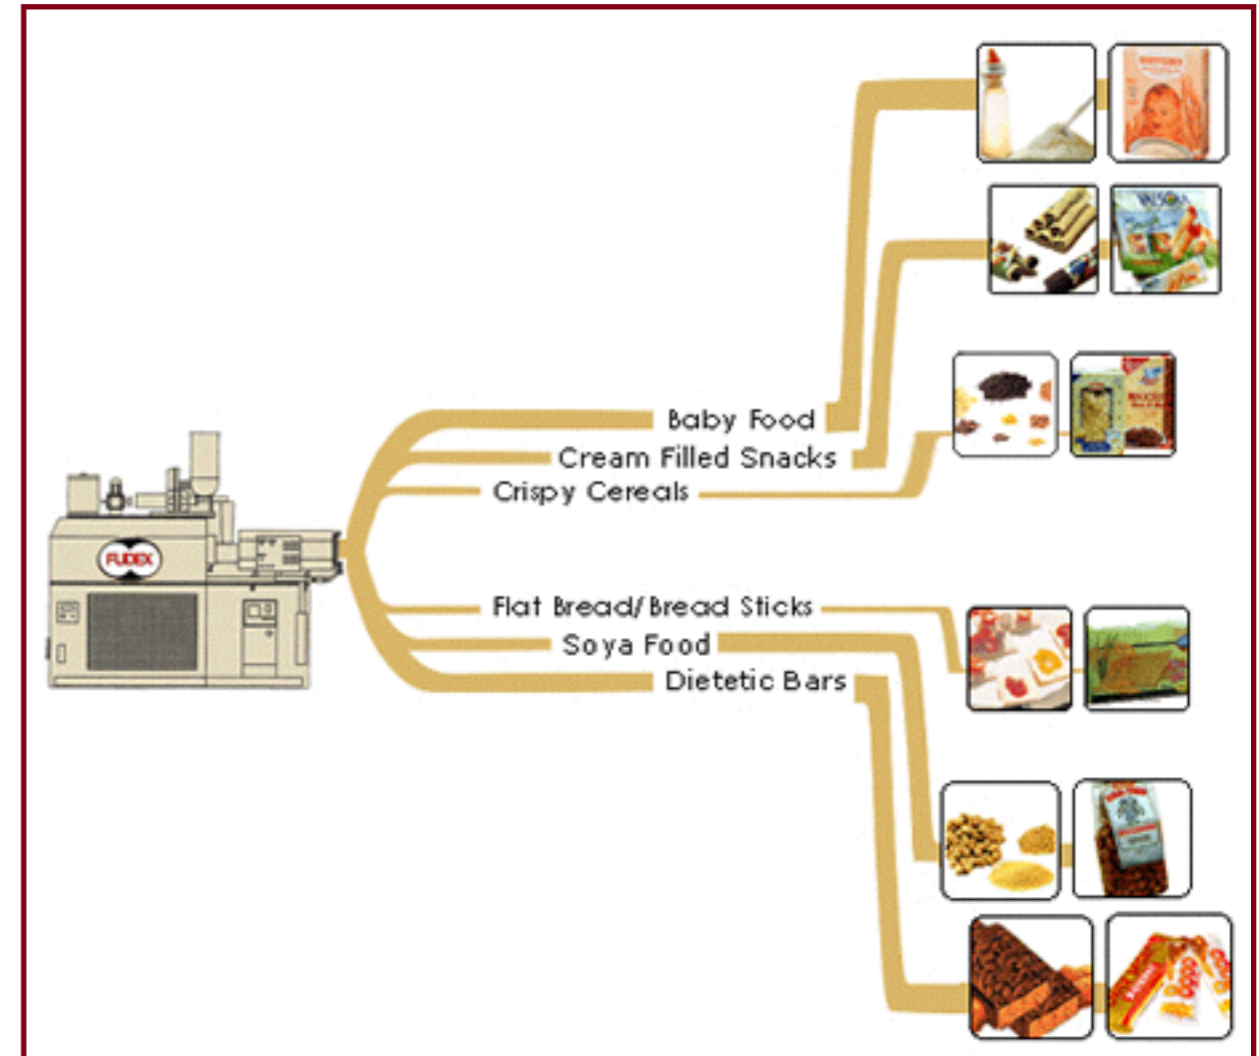 Baby Food
Cream Filled Snacks
Crispy Cereals
FUDEX
Flat Bread/Bread Sticks
Soya Food
Dietetic Bars